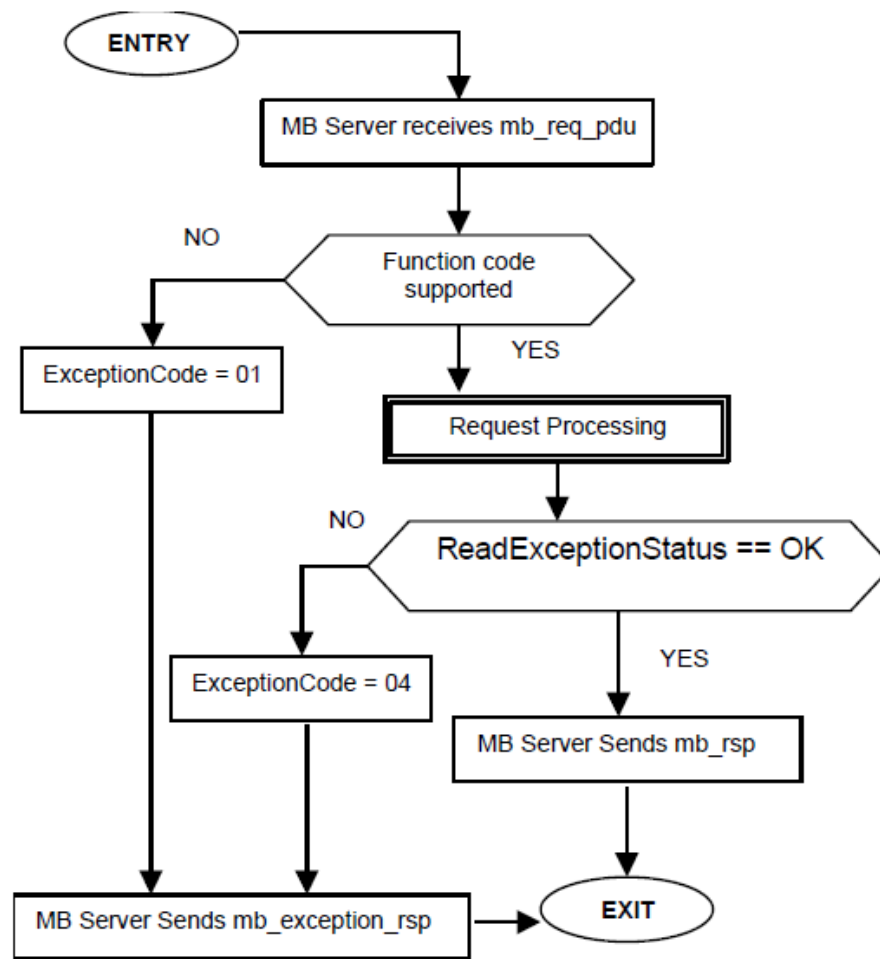 ENTRY
MB Server receives mb_req_pdu
NO
Function code
supported
YES
ExceptionCode = 01
Request Processing
NO
ReadExceptionStatus == OK
YES
ExceptionCode = 04
MB Server Sends mb_rsp
MB Server Sends mb_exception_rsp
EXIT